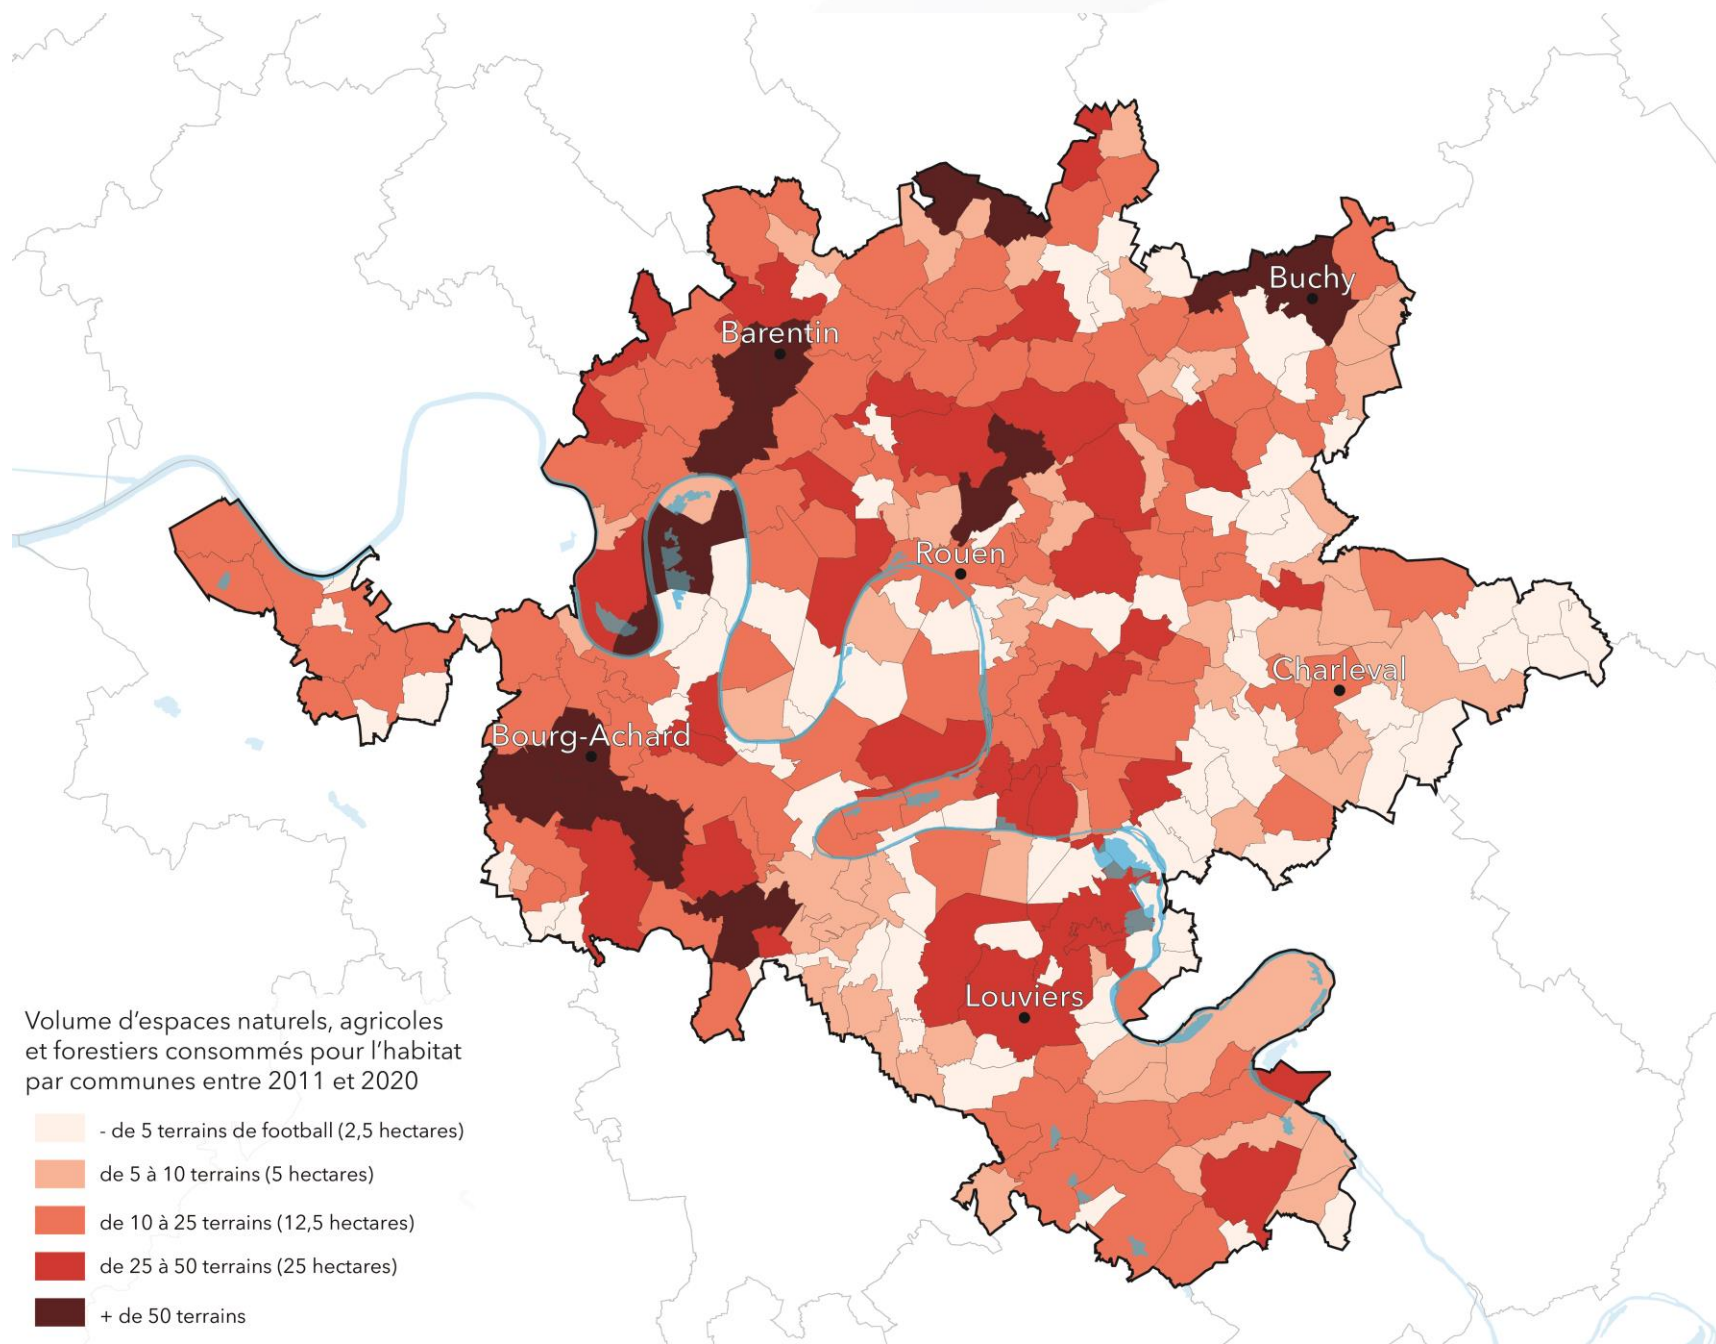 Buchy
Barentin
Rouen
Charleval
Bourg-Achard
Louviers
Volume d'espaces naturels, agricoles
et forestiers consommés pour l'habitat
par communes entre 2011 et 2020
- de 5 terrains de football (2,5 hectares)
de 5 à 10 terrains (5 hectares)
de 10 à 25 terrains (12,5 hectares)
de 25 à 50 terrains (25 hectares)
+ de 50 terrains